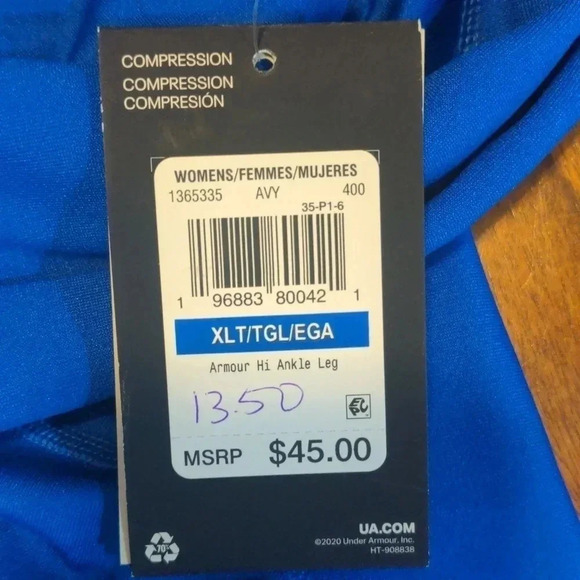 COMPRESSION
COMPRESSION
COMPRESIÓN
WOMENS/FEMMES/MUJERES
1365335 AVY 400
35-P1-6
1 96883 80042 1
XLT/TGL/EGA
Armour Hi Ankle Leg
13.50
MSRP $45.00
70%
UA.COM
©2020 Under Armour, Inc.
HT-908838